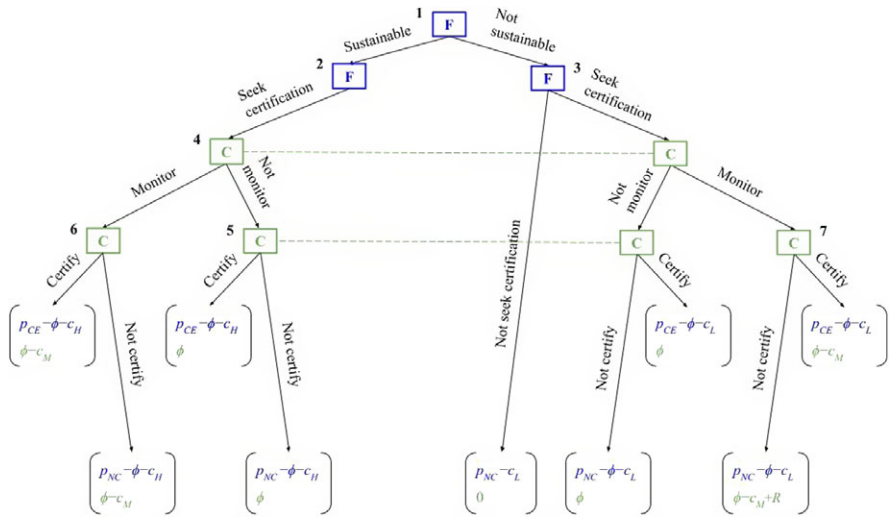 1
F
Sustainable
Not
sustainable
2
F
F
3
Seek
certification
Seek
certification
4
C
C
Monitor
Not
monitor
Not
monitor
Monitor
6
C
5
C
C
C
7
Certify
Certify
Certify
Certify
Not certify
Not certify
Not seek certification
Not certify
Not certify
p_CE−ϕ−c_H
ϕ−c_M
p_CE−ϕ−c_H
ϕ
p_CE−ϕ−c_L
ϕ
p_CE−ϕ−c_L
ϕ−c_M
p_NC−ϕ−c_H
ϕ−c_M
p_NC−ϕ−c_H
ϕ
p_NC−c_L
0
p_NC−ϕ−c_L
ϕ
p_NC−ϕ−c_L
ϕ−c_M+R